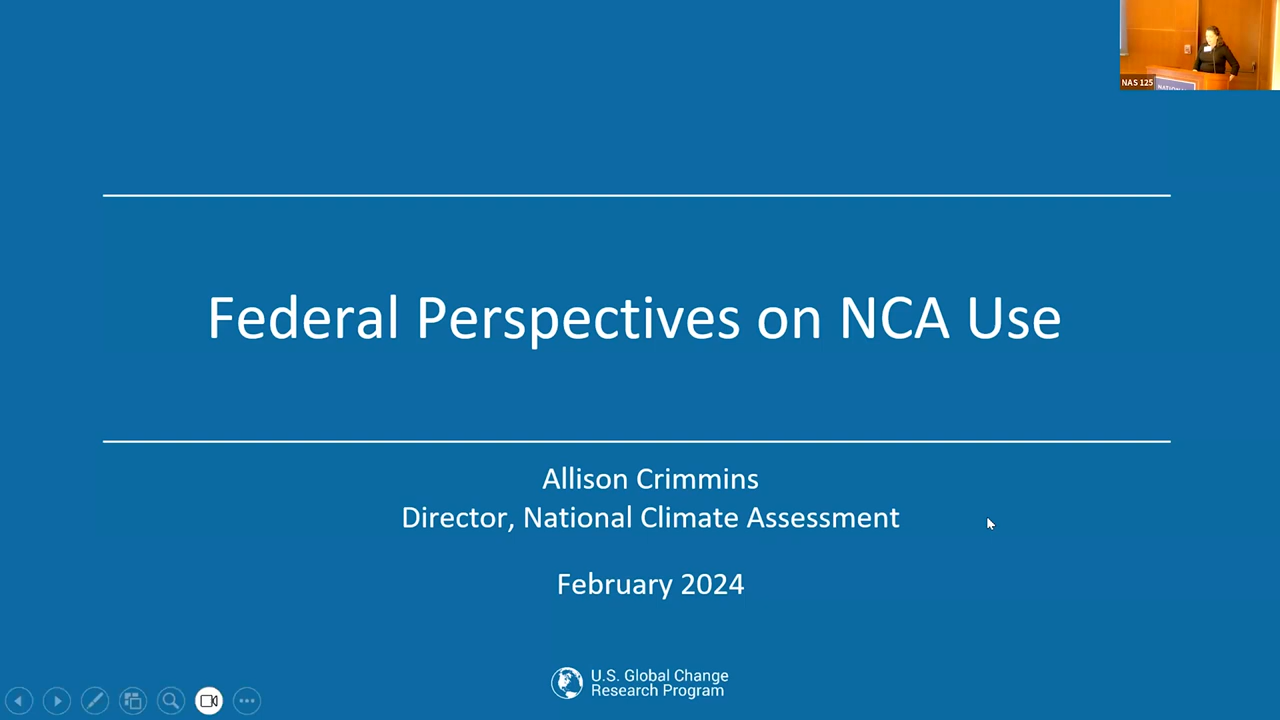 NAS 125
NATIONAL
Federal Perspectives on NCA Use
Allison Crimmins
Director, National Climate Assessment
February 2024
U.S. Global Change
Research Program